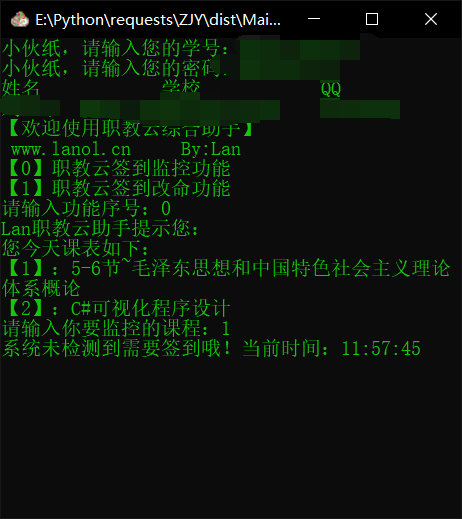 E:\Python\requests\ZJY\dist\Mai...
小伙纸，请输入您的学号：
小伙纸，请输入您的密码
姓名 学校 QQ
【欢迎使用职教云综合助手】
www.lanol.cn By:Lan
【0】职教云签到监控功能
【1】职教云签到改命功能
请输入功能序号：0
Lan职教云助手提示您：
您今天课表如下：
【1】：5-6节~毛泽东思想和中国特色社会主义理论
体系概论
【2】：C#可视化程序设计
请输入你要监控的课程：1
系统未检测到需要签到哦！当前时间：11:57:45